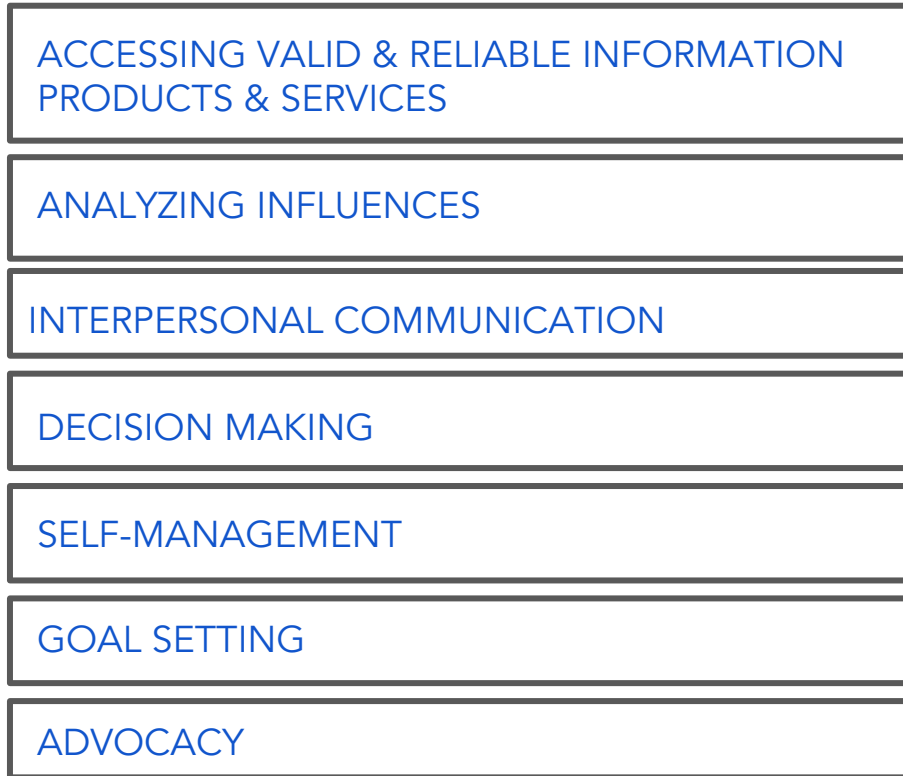 ACCESSING VALID & RELIABLE INFORMATION
PRODUCTS & SERVICES
ANALYZING INFLUENCES
INTERPERSONAL COMMUNICATION
DECISION MAKING
SELF-MANAGEMENT
GOAL SETTING
ADVOCACY